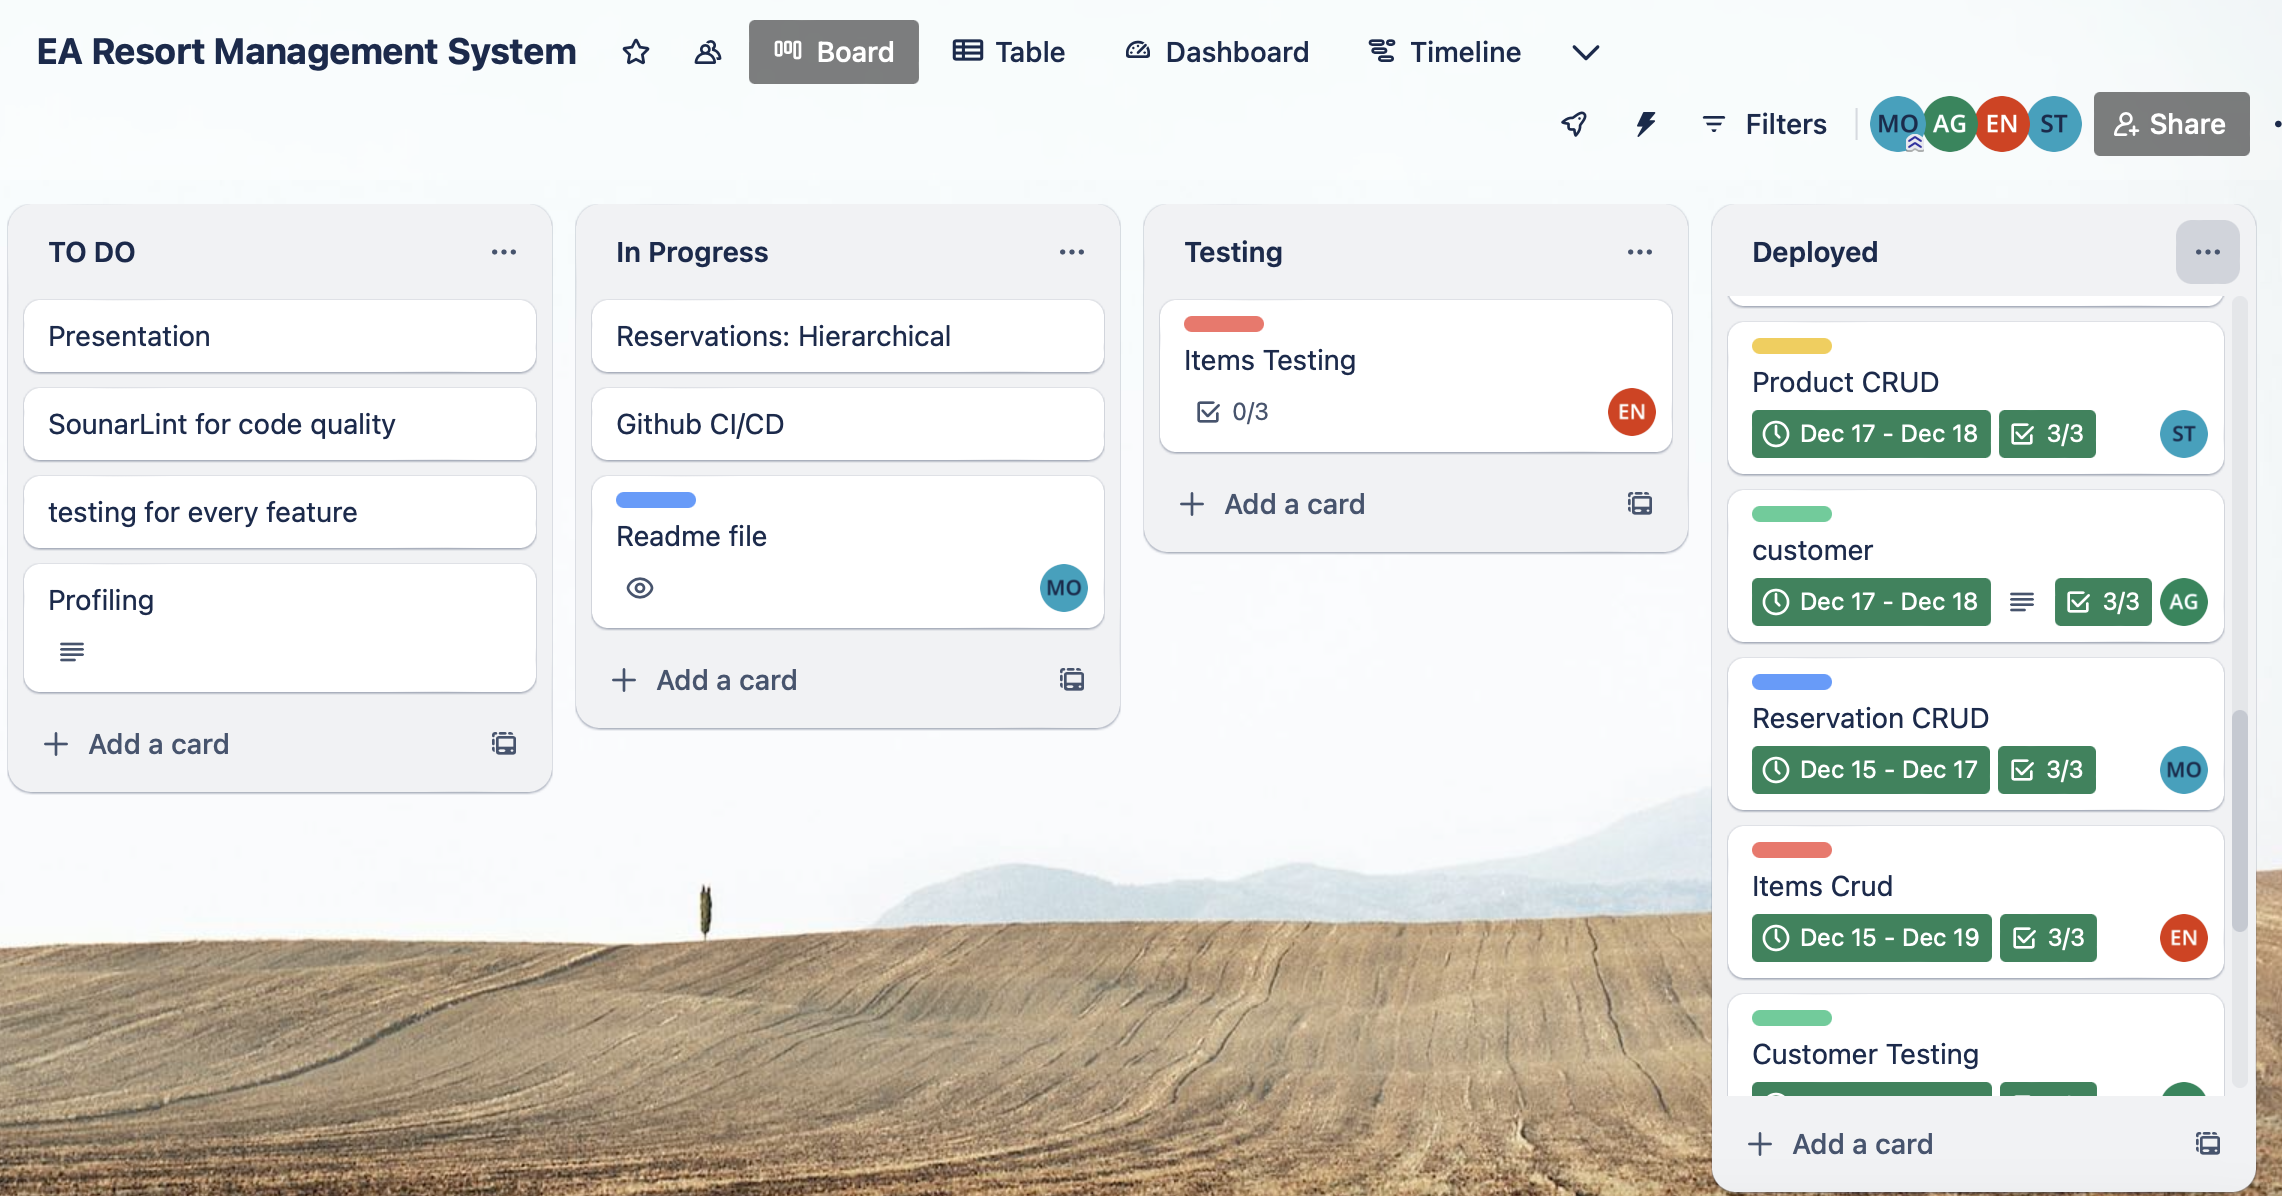 EA Resort Management System
Board
Table
Dashboard
Timeline
Filters
MO
AG
EN
ST
Share
TO DO
Presentation
SounarLint for code quality
testing for every feature
Profiling
Add a card
In Progress
Reservations: Hierarchical
Github CI/CD
Readme file
MO
Add a card
Testing
Items Testing
0/3
EN
Add a card
Deployed
Product CRUD
Dec 17 - Dec 18 3/3 ST
customer
Dec 17 - Dec 18 3/3 AG
Reservation CRUD
Dec 15 - Dec 17 3/3 MO
Items Crud
Dec 15 - Dec 19 3/3 EN
Customer Testing
Add a card